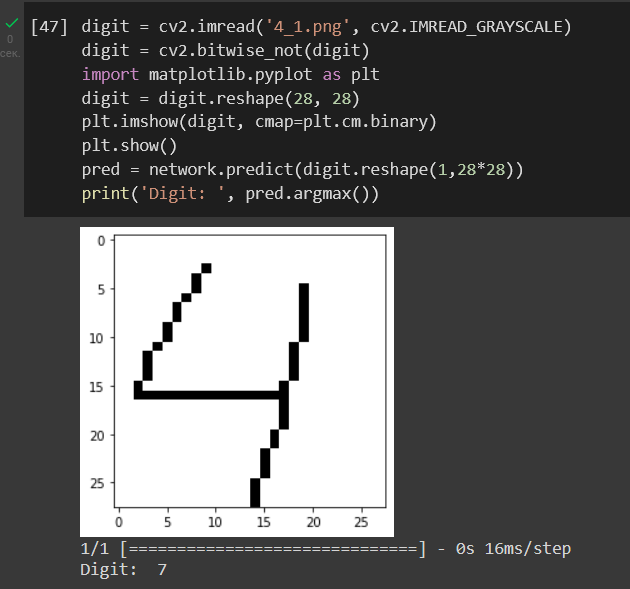 [47] digit = cv2.imread('4_1.png', cv2.IMREAD_GRAYSCALE)
0
сек.
digit = cv2.bitwise_not(digit)
import matplotlib.pyplot as plt
digit = digit.reshape(28, 28)
plt.imshow(digit, cmap=plt.cm.binary)
plt.show()
pred = network.predict(digit.reshape(1,28*28))
print('Digit: ', pred.argmax())
0
5
10
15
20
25
0 5 10 15 20 25
1/1 [==============================] - 0s 16ms/step
Digit:  7